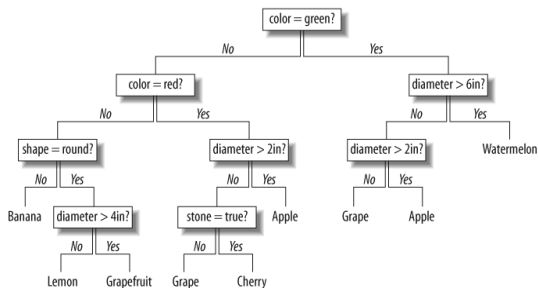 color = green?
No
Yes
color = red?
diameter > 6in?
No
Yes
No
Yes
shape = round?
diameter > 2in?
diameter > 2in?
Watermelon
No
Yes
No
Yes
No
Yes
Banana
diameter > 4in?
stone = true?
Apple
Grape
Apple
No
Yes
No
Yes
Lemon
Grapefruit
Grape
Cherry